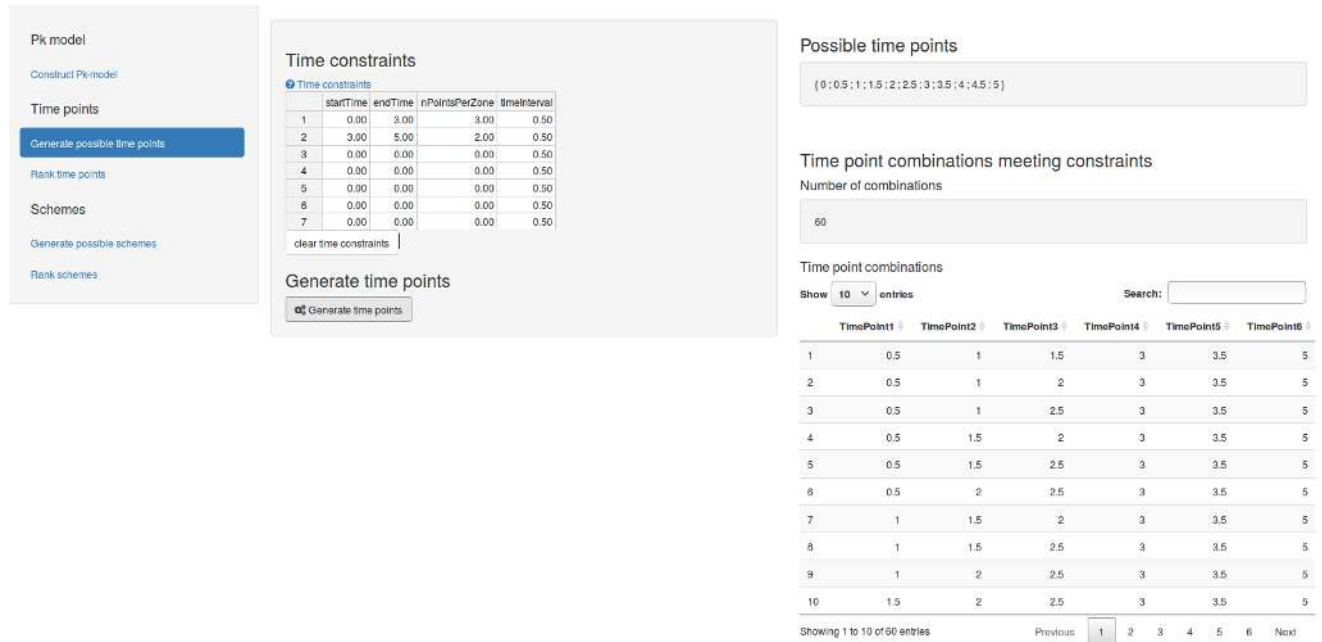 Pk model
Construct Pk-model
Time points
Generate possible time points
Rank time points
Schemes
Generate possible schemes
Rank schemes
Time constraints
Time constraints
startTime endTime nPointsPerZone timeInterval
1 0.00 3.00 3.00 0.50
2 3.00 5.00 2.00 0.50
3 0.00 0.00 0.00 0.50
4 0.00 0.00 0.00 0.50
5 0.00 0.00 0.00 0.50
6 0.00 0.00 0.00 0.50
7 0.00 0.00 0.00 0.50
clear time constraints
Generate time points
Generate time points
Possible time points
{ 0 ; 0.5 ; 1 ; 1.5 ; 2 ; 2.5 ; 3 ; 3.5 ; 4 ; 4.5 ; 5 }
Time point combinations meeting constraints
Number of combinations
60
Time point combinations
Show 10 entries Search:
TimePoint1 TimePoint2 TimePoint3 TimePoint4 TimePoint5 TimePoint6
1 0.5 1 1.5 3 3.5 5
2 0.5 1 2 3 3.5 5
3 0.5 1 2.5 3 3.5 5
4 0.5 1.5 2 3 3.5 5
5 0.5 1.5 2.5 3 3.5 5
6 0.5 2 2.5 3 3.5 5
7 1 1.5 2 3 3.5 5
8 1 1.5 2.5 3 3.5 5
9 1 2 2.5 3 3.5 5
10 1.5 2 2.5 3 3.5 5
Showing 1 to 10 of 60 entries Previous 1 2 3 4 5 6 Next